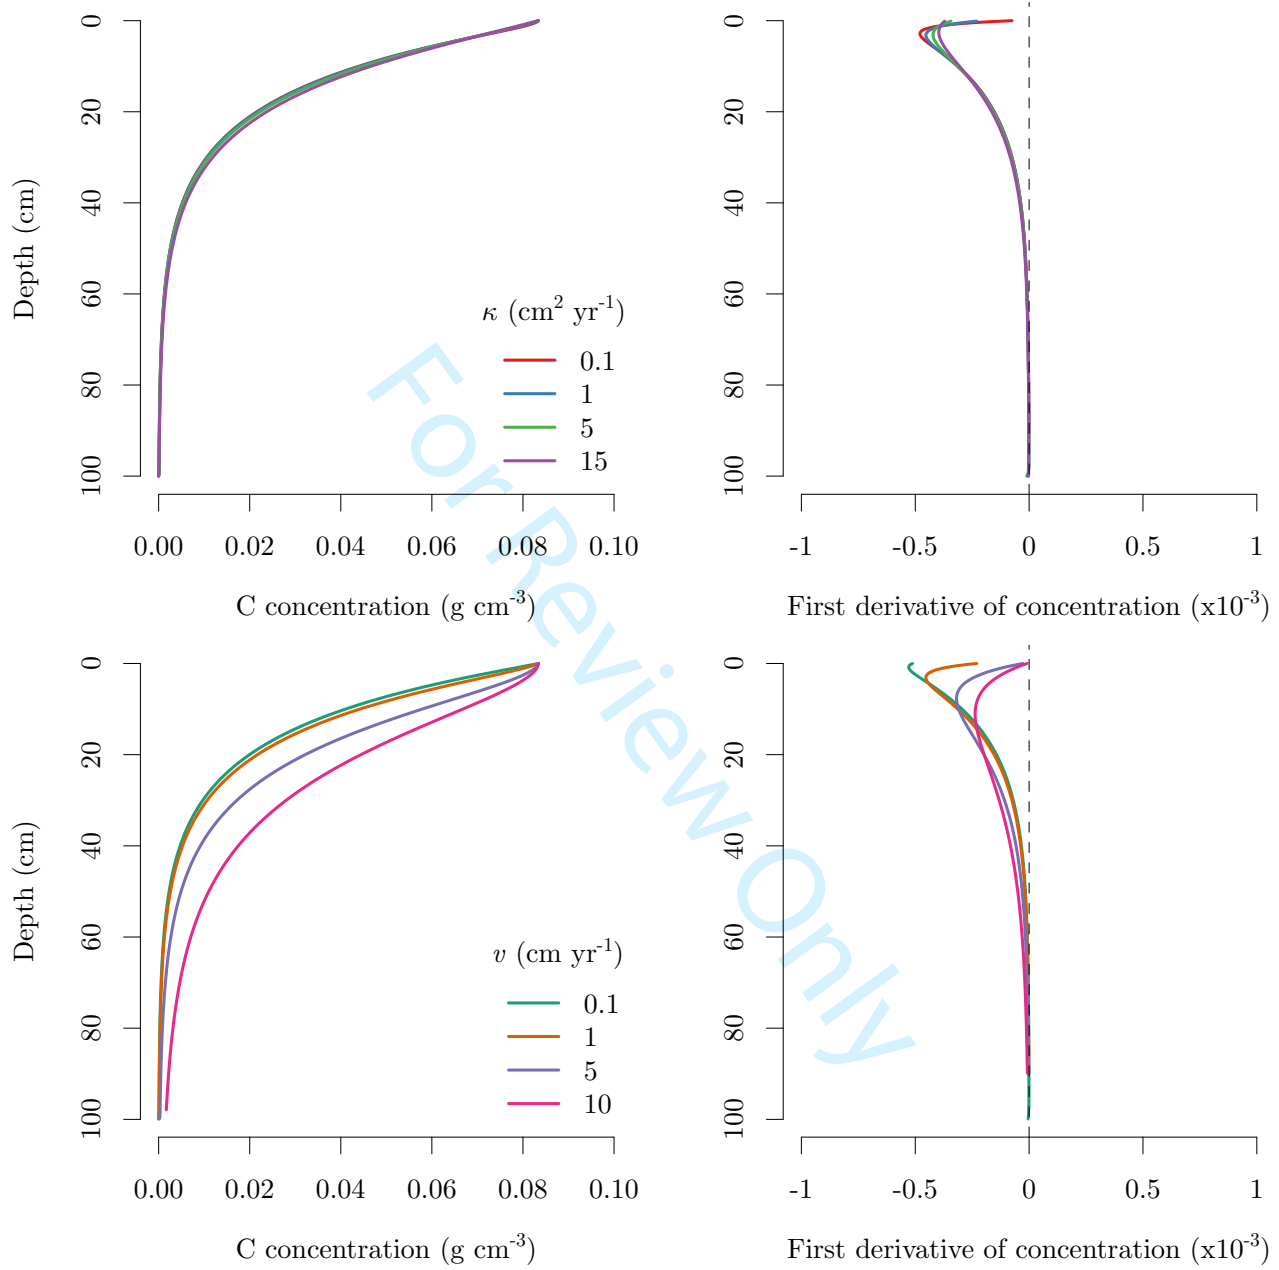 0
20
40
60
80
100
Depth (cm)
κ (cm² yr⁻¹)
0.1
1
5
15
0.00 0.02 0.04 0.06 0.08 0.10
C concentration (g cm⁻³)
0
20
40
60
80
100
-1 -0.5 0 0.5 1
First derivative of concentration (x10⁻³)
0
20
40
60
80
100
Depth (cm)
v (cm yr⁻¹)
0.1
1
5
10
0.00 0.02 0.04 0.06 0.08 0.10
C concentration (g cm⁻³)
0
20
40
60
80
100
-1 -0.5 0 0.5 1
First derivative of concentration (x10⁻³)
For Review Only